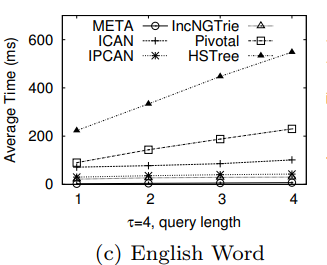 META IncNGTrie
ICAN Pivotal
IPCAN HSTree
600
400
200
0
Average Time (ms)
1 2 3 4
τ=4, query length
(c) English Word